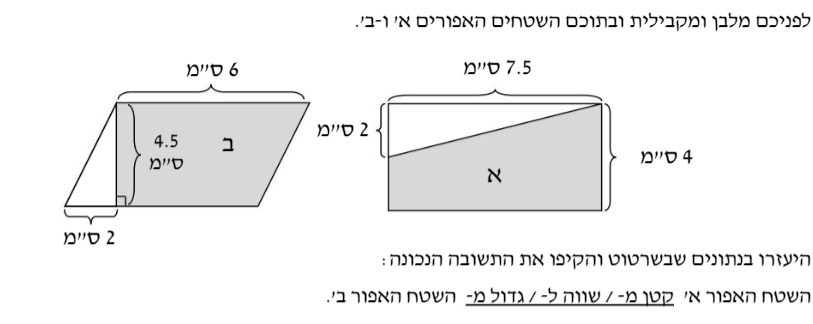 לפניכם מלבן ומקבילית ובתוכם השטחים האפורים א' ו-ב'.
7.5 ס"מ
2 ס"מ
4 ס"מ
א
6 ס"מ
4.5
ס"מ
ב
2 ס"מ
היעזרו בנתונים שבשרטוט והקיפו את התשובה הנכונה:
השטח האפור א' קטן מ- / שווה ל- / גדול מ- השטח האפור ב'.